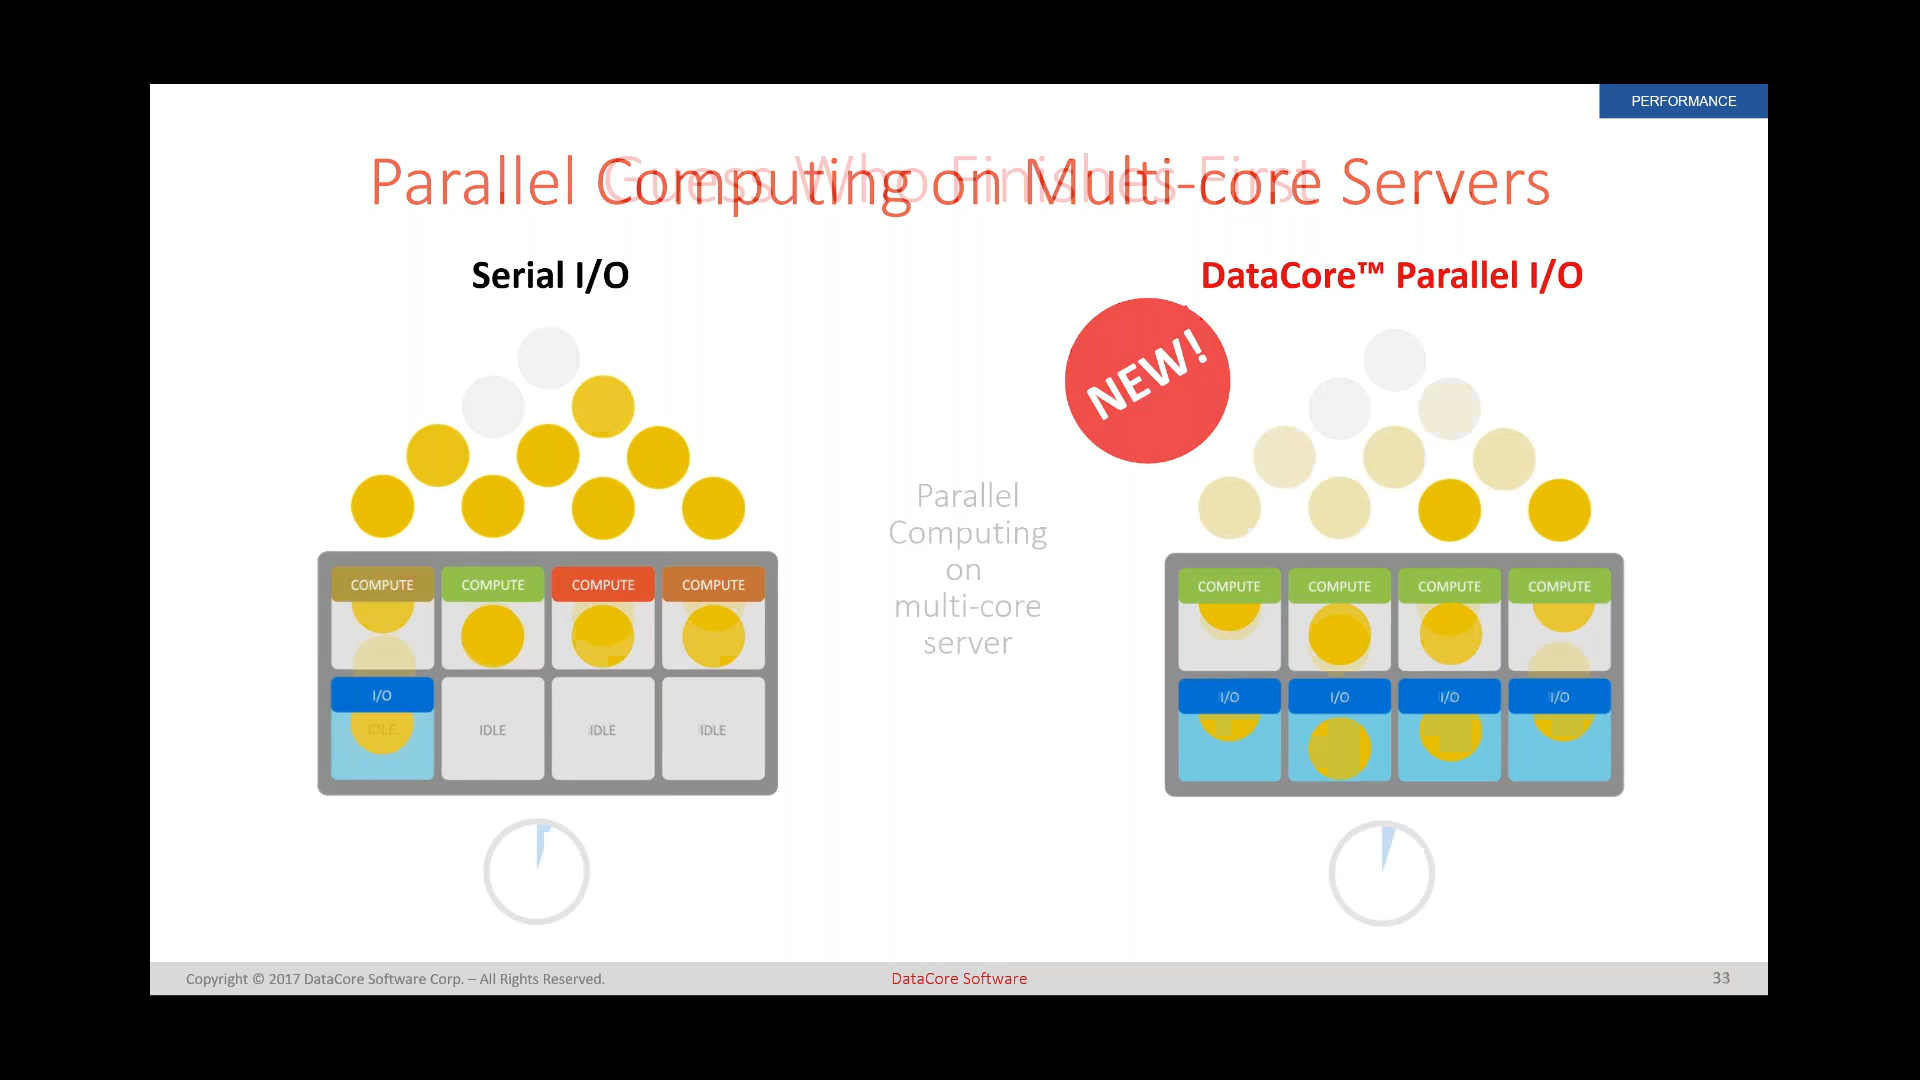 PERFORMANCE
Parallel Computing on Multi-core Servers
Guess Who Finishes First
Serial I/O
DataCore™ Parallel I/O
NEW!
Parallel
Computing
on
multi-core
server
COMPUTE COMPUTE COMPUTE COMPUTE
I/O IDLE IDLE IDLE IDLE
COMPUTE COMPUTE COMPUTE COMPUTE
I/O I/O I/O I/O
Copyright © 2017 DataCore Software Corp. – All Rights Reserved.
DataCore Software
33